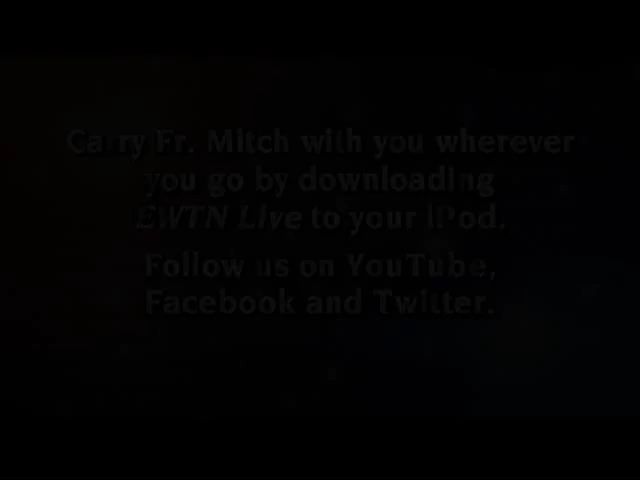 Carry Fr. Mitch with you wherever
you go by downloading
EWTN Live to your iPod.
Follow us on YouTube,
Facebook and Twitter.